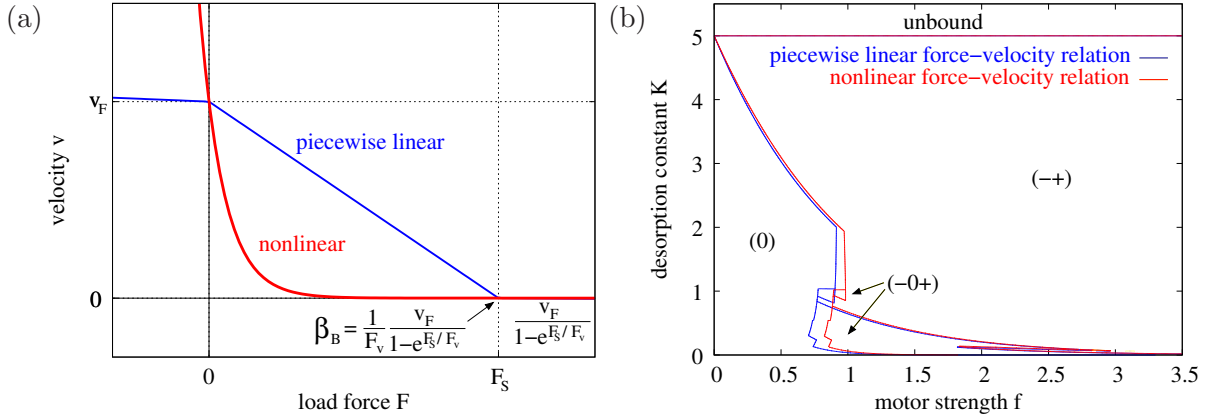 (a)
velocity v
v_F
0
piecewise linear
nonlinear
β_B = 1/F_v v_F/1−e^{F_S/F_v}
v_F/1−e^{F_S/F_v}
0
F_S
load force F
(b)
desorption constant K
unbound
piecewise linear force−velocity relation
nonlinear force−velocity relation
(−+)
(0)
(−0+)
5
4
3
2
1
0
0
0.5
1
1.5
2
2.5
3
3.5
motor strength f